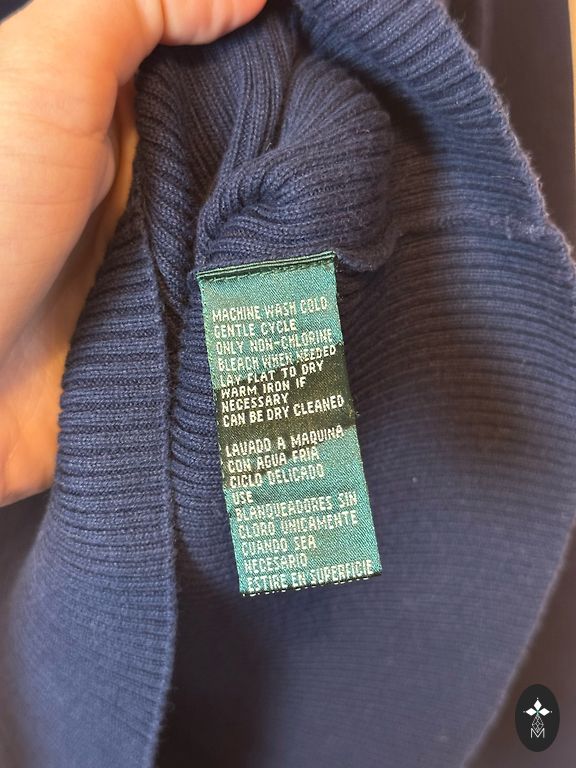 MACHINE WASH COLD
GENTLE CYCLE
ONLY NON-CHLORINE
BLEACH WHEN NEEDED
LAY FLAT TO DRY
WARM IRON IF
NECESSARY
CAN BE DRY CLEANED
LAVADO A MAQUINA
CON AGUA FRIA
CICLO DELICADO
USE
BLANQUEADORES SIN
CLORO UNICAMENTE
CUANDO SEA
NECESARIO
ESTIRE EN SUPERFICIE
M